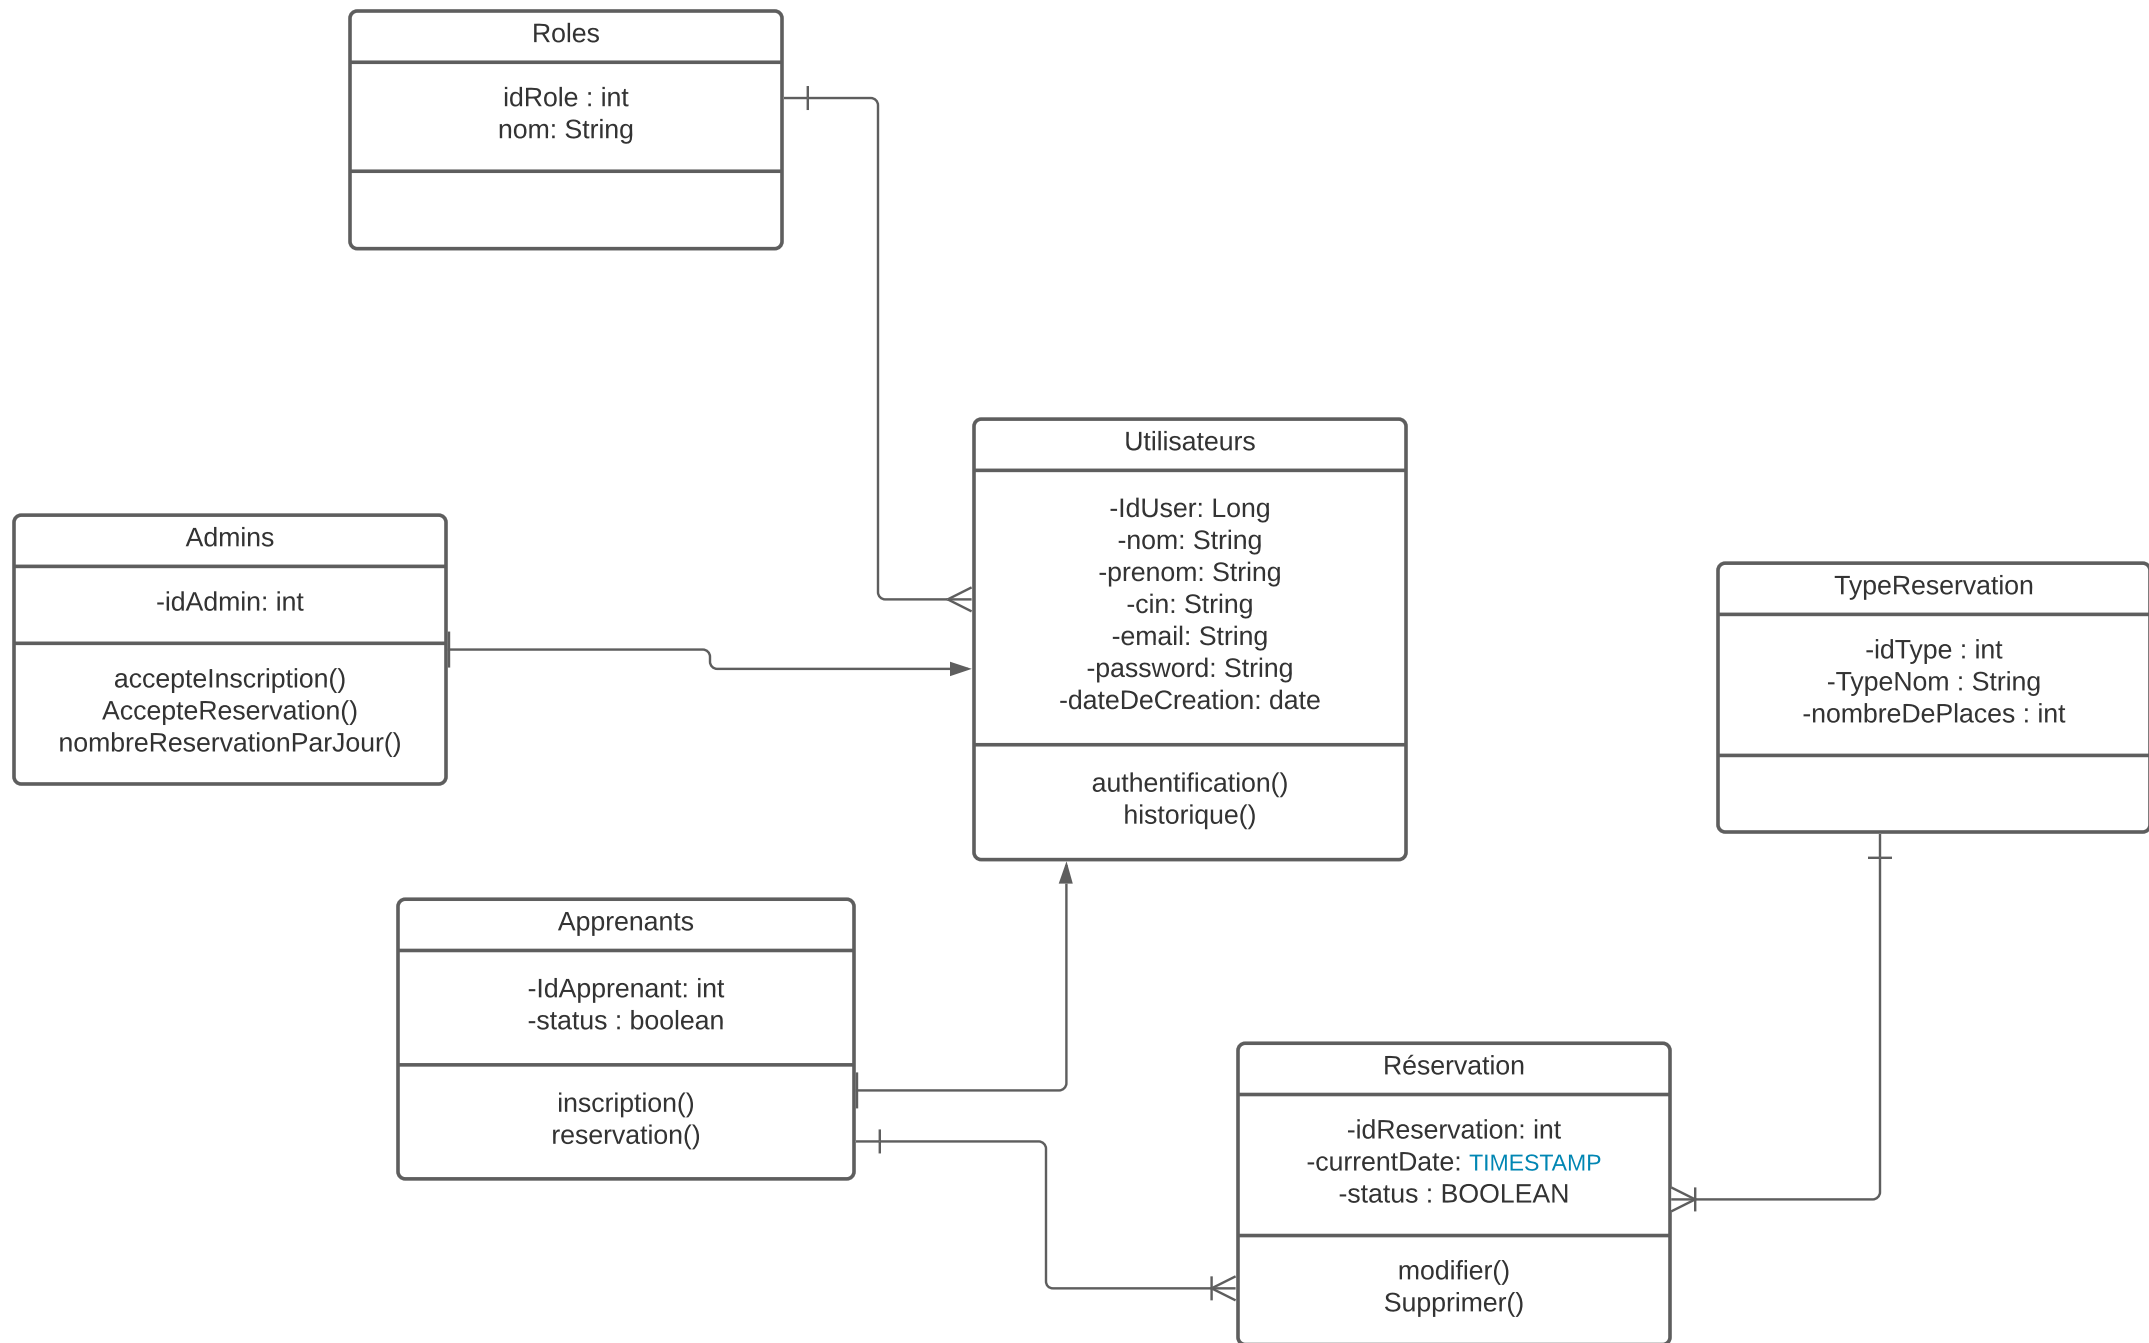 Roles
idRole : int
nom: String
Utilisateurs
-IdUser: Long
-nom: String
-prenom: String
-cin: String
-email: String
-password: String
-dateDeCreation: date
authentification()
historique()
Admins
-idAdmin: int
accepteInscription()
AccepteReservation()
nombreReservationParJour()
TypeReservation
-idType : int
-TypeNom : String
-nombreDePlaces : int
Apprenants
-IdApprenant: int
-status : boolean
inscription()
reservation()
Réservation
-idReservation: int
-currentDate: TIMESTAMP
-status : BOOLEAN
modifier()
Supprimer()